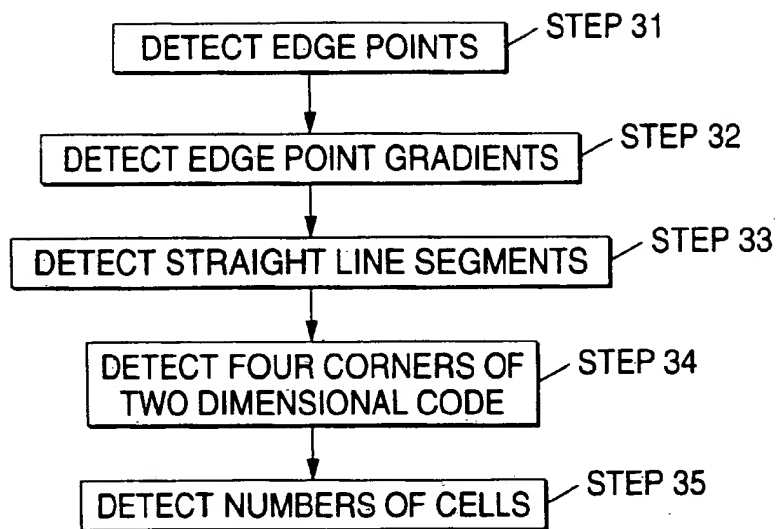 DETECT EDGE POINTS
STEP 31
DETECT EDGE POINT GRADIENTS
STEP 32
DETECT STRAIGHT LINE SEGMENTS
STEP 33
DETECT FOUR CORNERS OF
TWO DIMENSIONAL CODE
STEP 34
DETECT NUMBERS OF CELLS
STEP 35